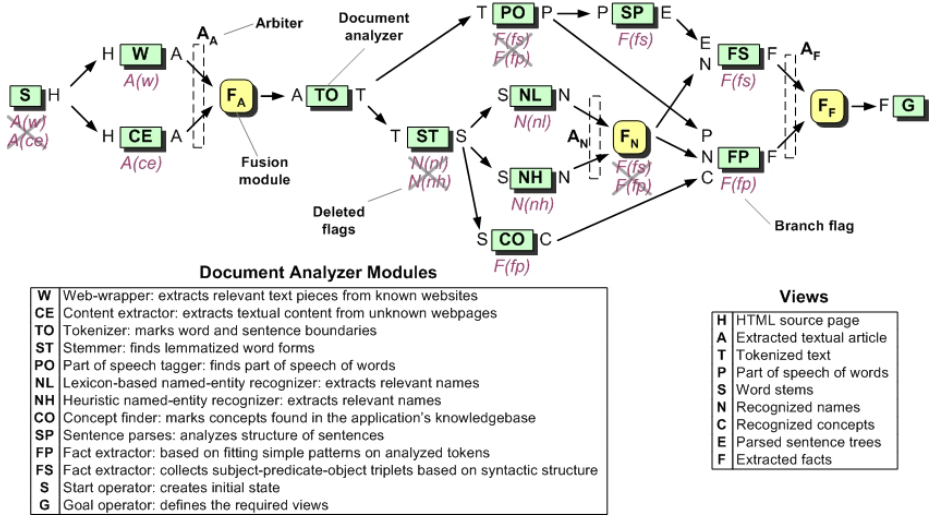 T PO P
P SP E
F(fs)
F(fp)
F(fs)
Document
analyzer
Arbiter
A_A
H W A
A(w)
E
N FS F
F(fs)
A_F
S H
A(w)
A(ce)
F_A
A TO T
S NL N
N(nl)
F_F
F G
H CE A
A(ce)
T ST S
N(nl)
N(nh)
A_N
F_N
F(fs)
F(fp)
P
N FP F
C
F(fp)
Fusion
module
S NH N
N(nh)
Deleted
flags
Branch flag
S CO C
F(fp)
Document Analyzer Modules
W Web-wrapper: extracts relevant text pieces from known websites
CE Content extractor: extracts textual content from unknown webpages
TO Tokenizer: marks word and sentence boundaries
ST Stemmer: finds lemmatized word forms
PO Part of speech tagger: finds part of speech of words
NL Lexicon-based named-entity recognizer: extracts relevant names
NH Heuristic named-entity recognizer: extracts relevant names
CO Concept finder: marks concepts found in the application's knowledgebase
SP Sentence parses: analyzes structure of sentences
FP Fact extractor: based on fitting simple patterns on analyzed tokens
FS Fact extractor: collects subject-predicate-object triplets based on syntactic structure
S Start operator: creates initial state
G Goal operator: defines the required views
Views
H HTML source page
A Extracted textual article
T Tokenized text
P Part of speech of words
S Word stems
N Recognized names
C Recognized concepts
E Parsed sentence trees
F Extracted facts